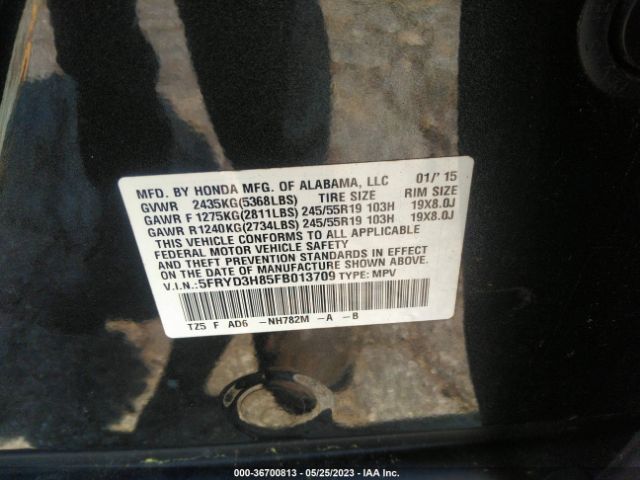 MFD. BY HONDA MFG. OF ALABAMA, LLC 01/'15
GVWR 2435KG(5368LBS) TIRE SIZE RIM SIZE
GAWR F 1275KG(2811LBS) 245/55R19 103H 19X8.0J
GAWR R1240KG(2734LBS) 245/55R19 103H 19X8.0J
THIS VEHICLE CONFORMS TO ALL APPLICABLE
FEDERAL MOTOR VEHICLE SAFETY
AND THEFT PREVENTION STANDARDS IN EFFECT
ON THE DATE OF MANUFACTURE SHOWN ABOVE.
V.I.N.: 5FRYD3H85FB013709 TYPE: MPV
TZ5 F AD6 -NH782M -A -B
000-36700813 - 05/25/2023 - IAA Inc.